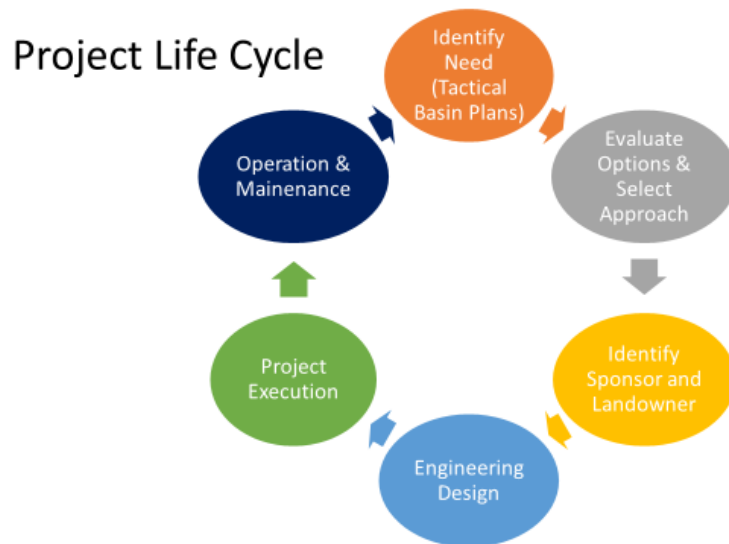 Project Life Cycle
Identify
Need
(Tactical
Basin Plans)
Evaluate
Options &
Select
Approach
Identify
Sponsor and
Landowner
Engineering
Design
Project
Execution
Operation &
Mainenance